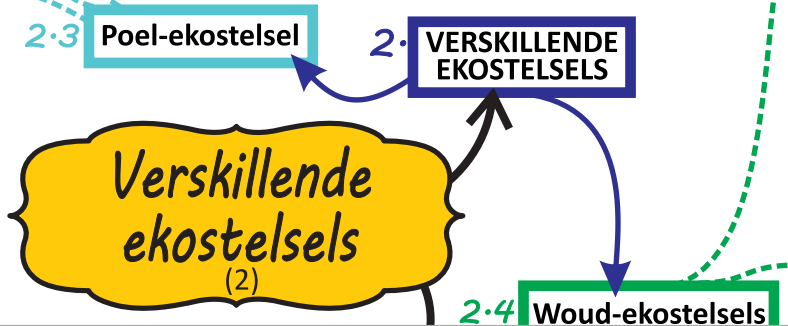 2.3 Poel-ekostelsel
2. VERSKILLENDE
EKOSTELSELS
Verskillende
ekostelsels
(2)
2.4 Woud-ekostelsels